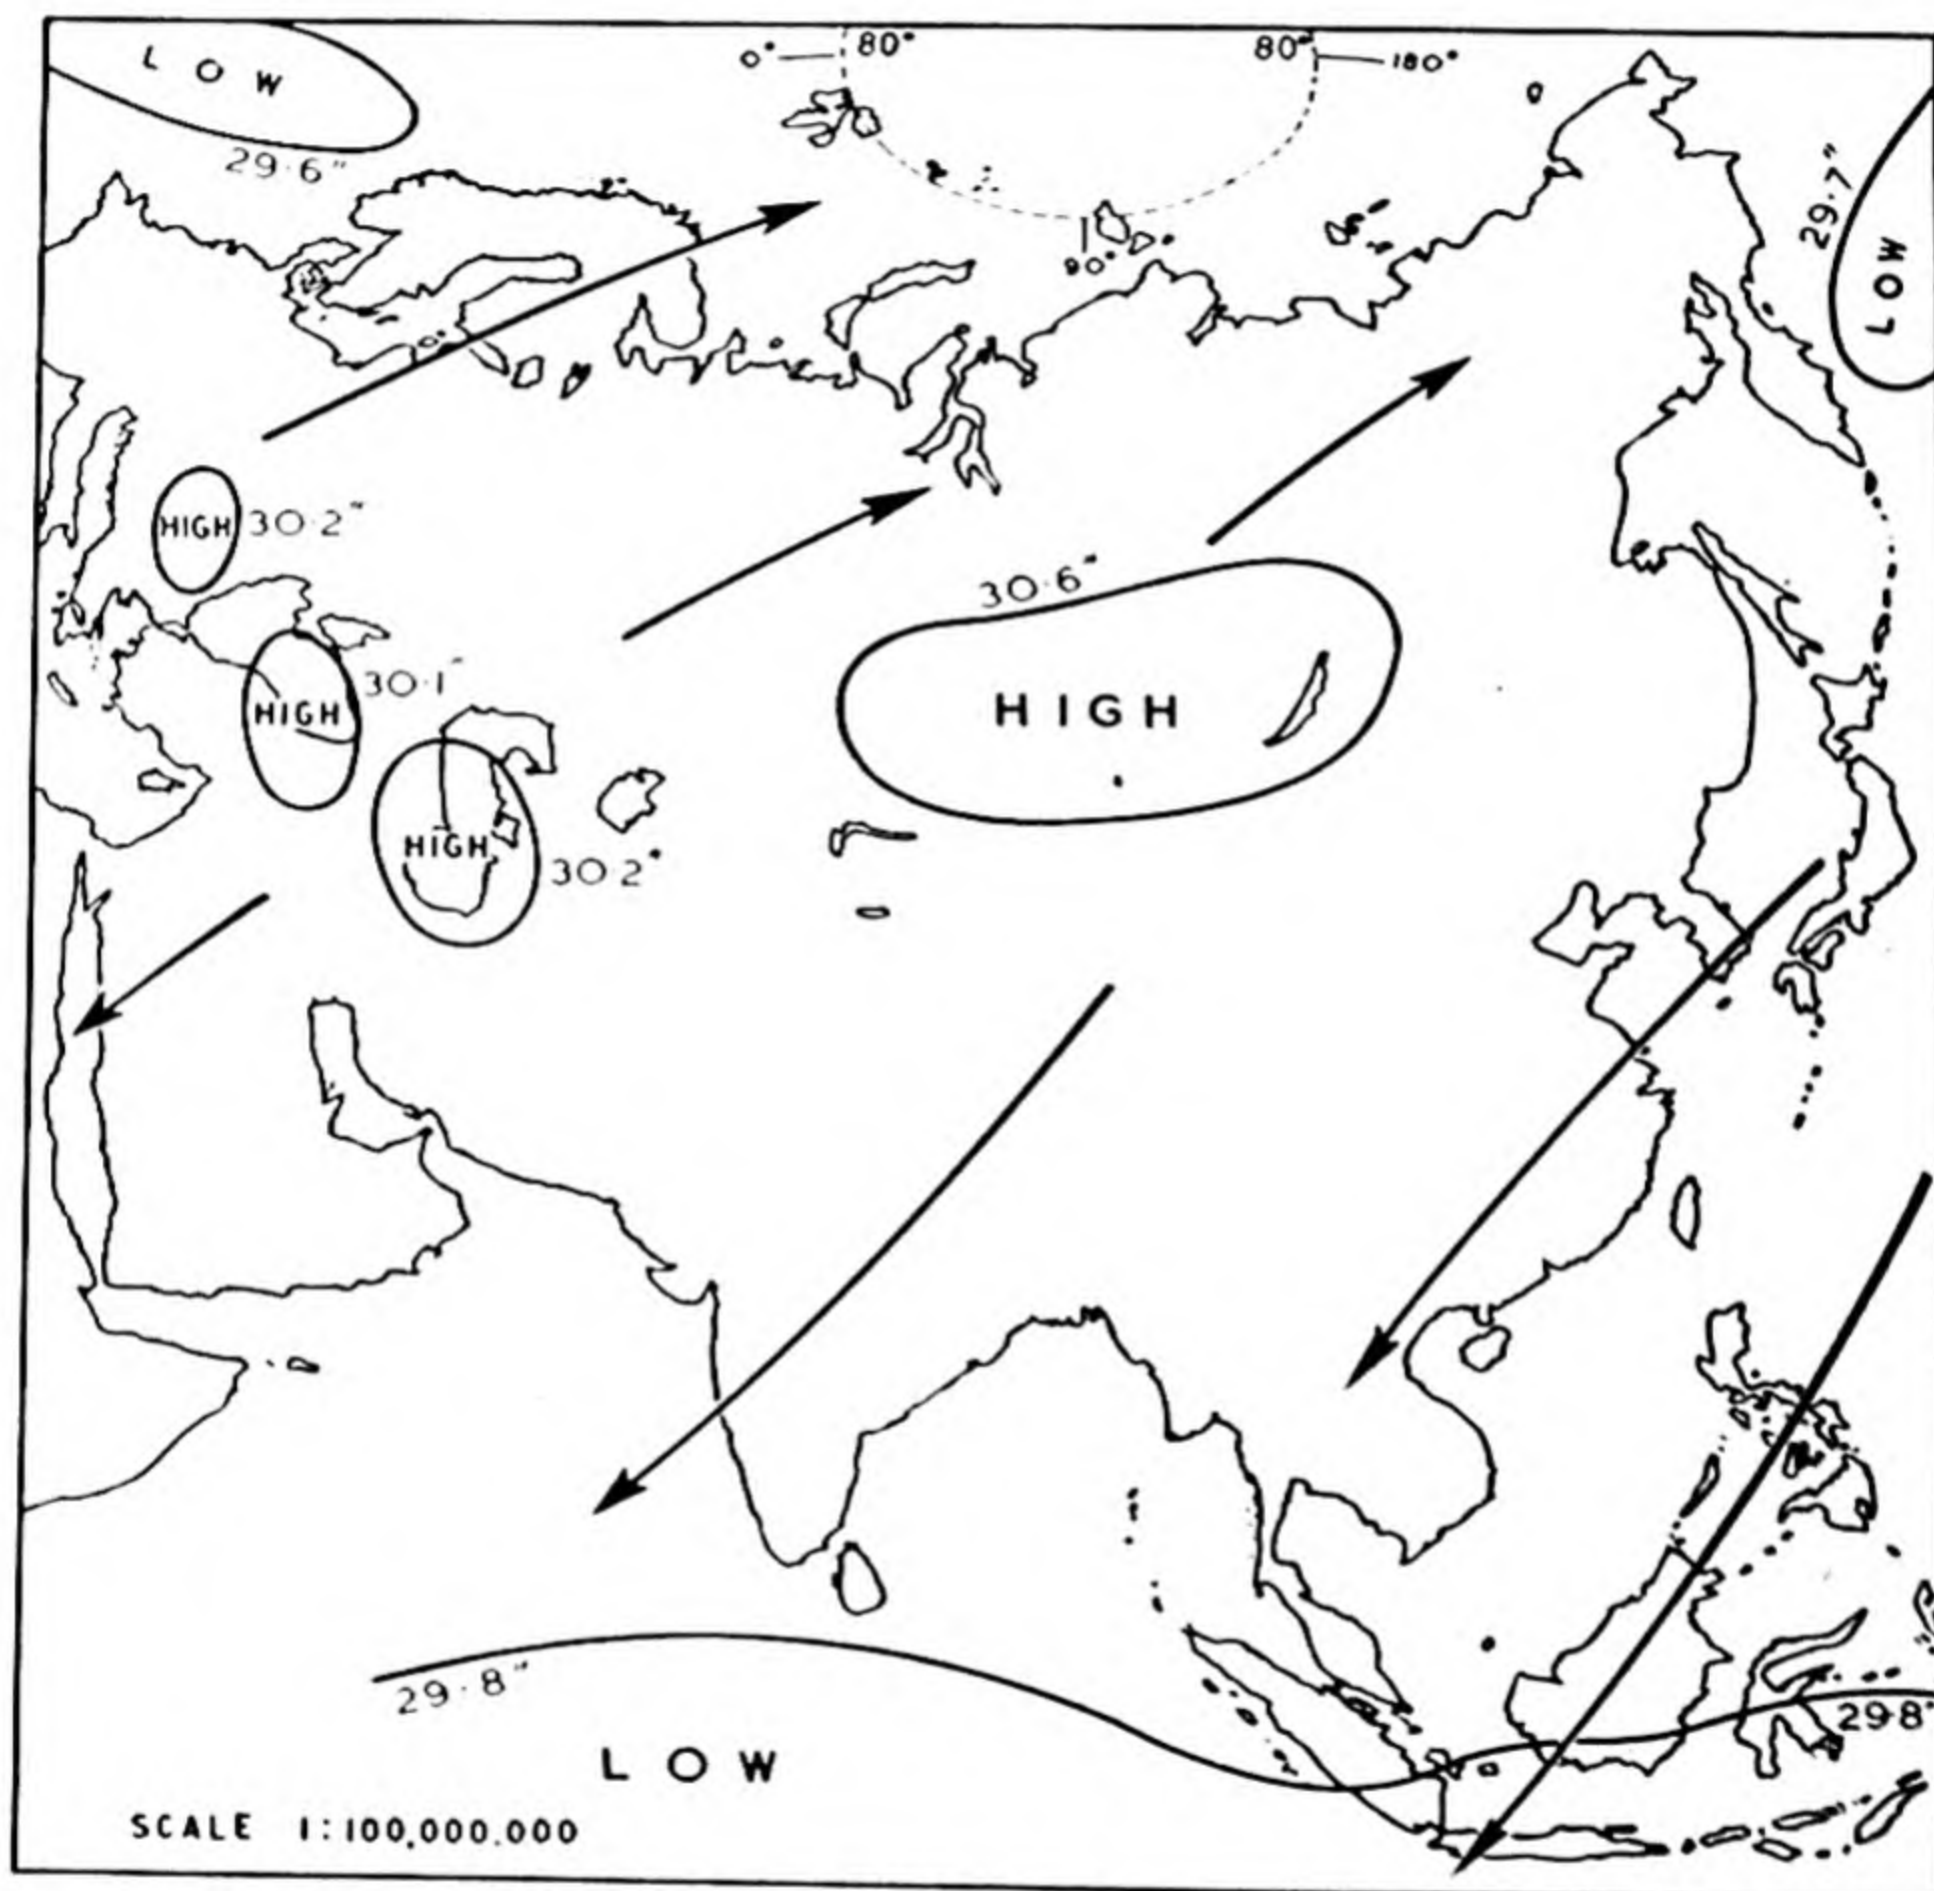 LOW
0° 80°
80° 180°
29·6"
29·7"
LOW
90°
HIGH 30·2"
30·6"
HIGH 30·1"
HIGH
HIGH 30 2"
29·8"
29·8"
LOW
SCALE 1:100,000.000